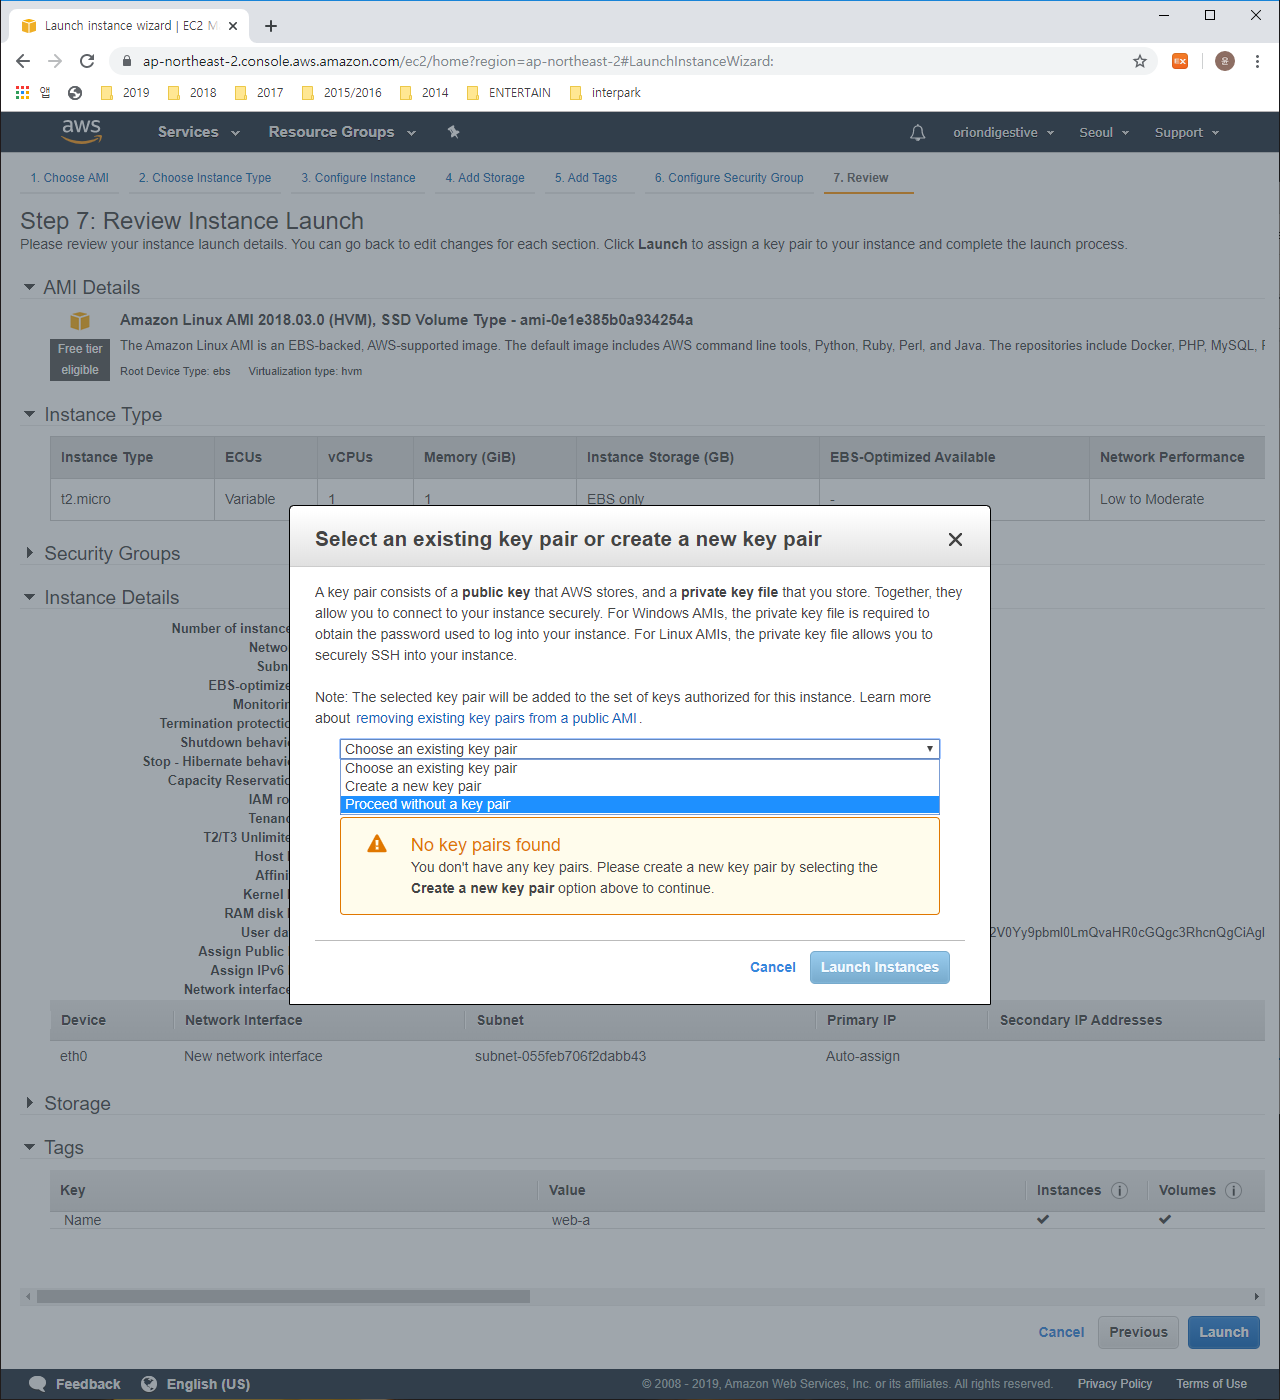 Launch instance wizard | EC2 M
ap-northeast-2.console.aws.amazon.com/ec2/home?region=ap-northeast-2#LaunchInstanceWizard:
앱 2019 2018 2017 2015/2016 2014 ENTERTAIN interpark
aws Services Resource Groups oriondigestive Seoul Support
1. Choose AMI 2. Choose Instance Type 3. Configure Instance 4. Add Storage 5. Add Tags 6. Configure Security Group 7. Review
Step 7: Review Instance Launch
Please review your instance launch details. You can go back to edit changes for each section. Click Launch to assign a key pair to your instance and complete the launch process.
AMI Details
Amazon Linux AMI 2018.03.0 (HVM), SSD Volume Type - ami-0e1e385b0a934254a
Free tier eligible
The Amazon Linux AMI is an EBS-backed, AWS-supported image. The default image includes AWS command line tools, Python, Ruby, Perl, and Java. The repositories include Docker, PHP, MySQL,
Root Device Type: ebs Virtualization type: hvm
Instance Type
Instance Type ECUs vCPUs Memory (GiB) Instance Storage (GB) EBS-Optimized Available Network Performance
t2.micro Variable 1 1 EBS only - Low to Moderate
Security Groups
Instance Details
Number of instance
Networ
Subn
EBS-optimize
Monitorin
Termination protectio
Shutdown behavio
Stop - Hibernate behavio
Capacity Reservatio
IAM ro
Tenanc
T2/T3 Unlimite
Host I
Affini
Kernel I
RAM disk I
User da
Assign Public I
Assign IPv6 I
Network interface
2V0Yy9pbml0LmQvaHR0cGQgc3RhcnQgCiAgI
Select an existing key pair or create a new key pair
A key pair consists of a public key that AWS stores, and a private key file that you store. Together, they
allow you to connect to your instance securely. For Windows AMIs, the private key file is required to
obtain the password used to log into your instance. For Linux AMIs, the private key file allows you to
securely SSH into your instance.
Note: The selected key pair will be added to the set of keys authorized for this instance. Learn more
about removing existing key pairs from a public AMI .
Choose an existing key pair
Choose an existing key pair
Create a new key pair
Proceed without a key pair
No key pairs found
You don't have any key pairs. Please create a new key pair by selecting the
Create a new key pair option above to continue.
Cancel Launch Instances
Device Network Interface Subnet Primary IP Secondary IP Addresses
eth0 New network interface subnet-055feb706f2dabb43 Auto-assign
Storage
Tags
Key Value Instances Volumes
Name web-a
Cancel Previous Launch
Feedback English (US) © 2008 - 2019, Amazon Web Services, Inc. or its affiliates. All rights reserved. Privacy Policy Terms of Use